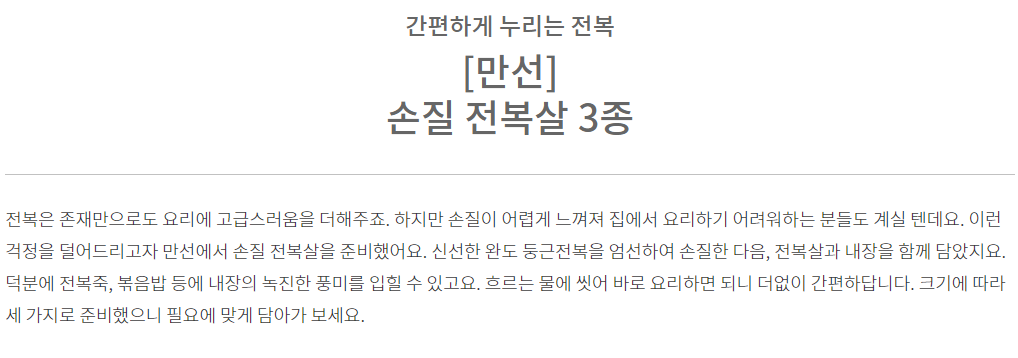 간편하게 누리는 전복
[만선]
손질 전복살 3종
전복은 존재만으로도 요리에 고급스러움을 더해주죠. 하지만 손질이 어렵게 느껴져 집에서 요리하기 어려워하는 분들도 계실 텐데요. 이런
걱정을 덜어드리고자 만선에서 손질 전복살을 준비했어요. 신선한 완도 둥근전복을 엄선하여 손질한 다음, 전복살과 내장을 함께 담았지요.
덕분에 전복죽, 볶음밥 등에 내장의 녹진한 풍미를 입힐 수 있고요. 흐르는 물에 씻어 바로 요리하면 되니 더없이 간편하답니다. 크기에 따라
세 가지로 준비했으니 필요에 맞게 담아가 보세요.